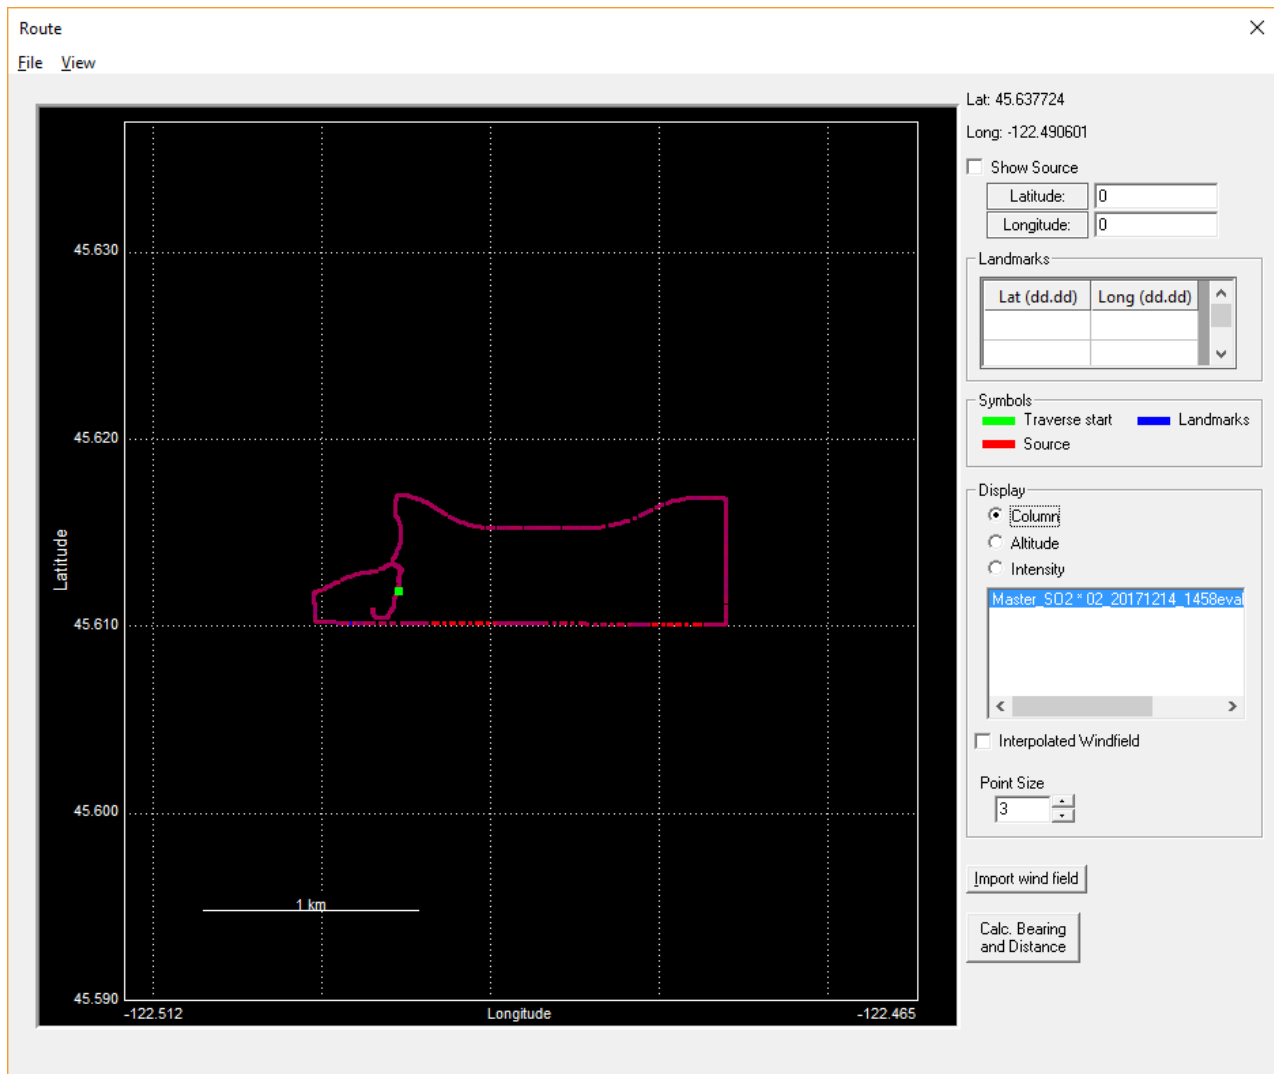 Route
File View
Lat: 45.637724
Long: -122.490601
Show Source
Latitude: 0
Longitude: 0
Landmarks
Lat (dd.dd) Long (dd.dd)
Symbols
Traverse start Landmarks
Source
Display
Column
Altitude
Intensity
Master_SO2 * 02_20171214_1458eval
Interpolated Windfield
Point Size
3
Import wind field
Calc. Bearing
and Distance
45.630
45.620
Latitude
45.610
45.600
1 km
45.590
-122.512 Longitude -122.465